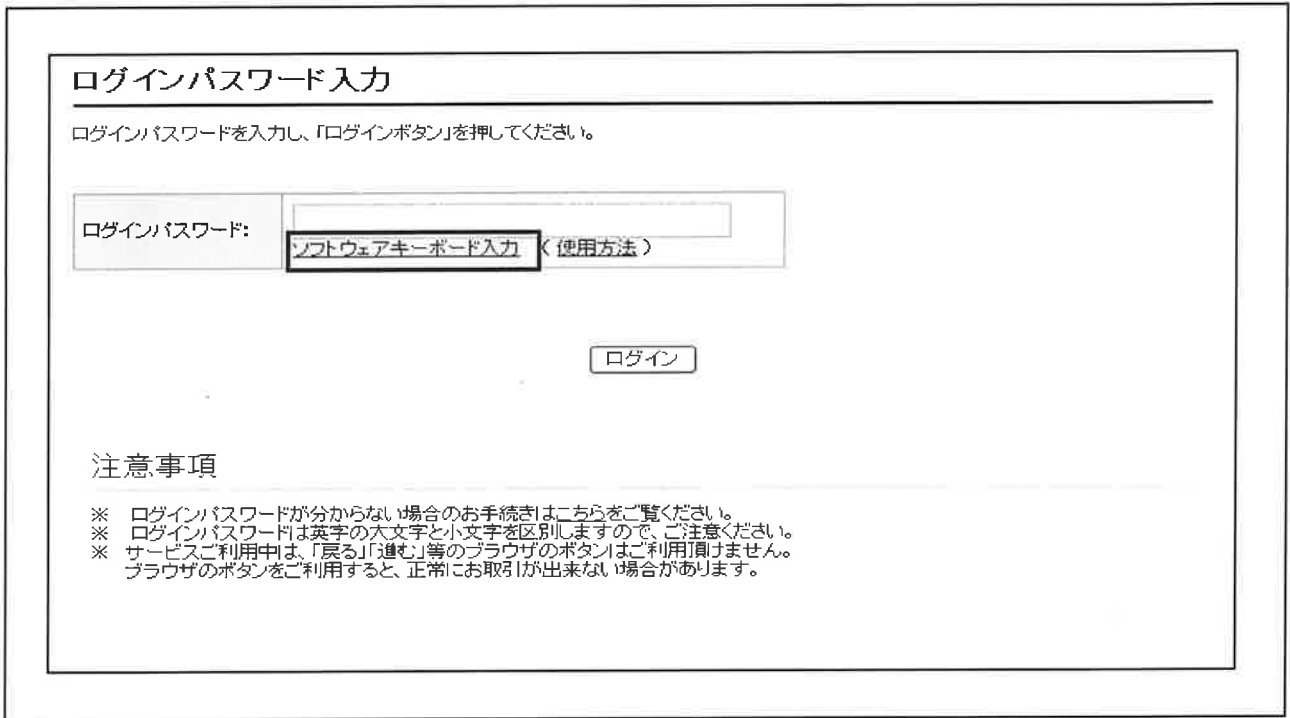 ログインパスワード入力
ログインパスワードを入力し、「ログインボタン」を押してください。
ログインパスワード:
ソフトウェアキーボード入力 ( 使用方法 )
ログイン
注意事項
※ ログインパスワードが分からない場合のお手続きはこちらをご覧ください。
※ ログインパスワードは英字の大文字と小文字を区別しますので、ご注意ください。
※ サービスご利用中は、「戻る」「進む」等のブラウザのボタンはご利用頂けません。
ブラウザのボタンをご利用すると、正常にお取引が出来ない場合があります。